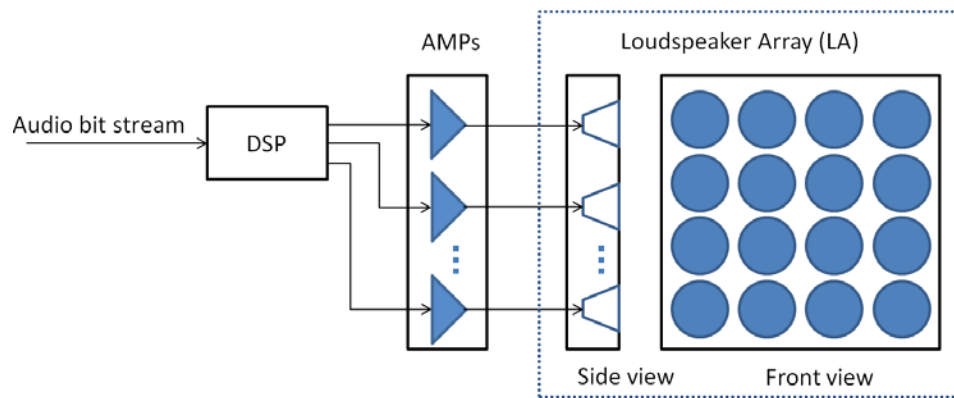 AMPs
Loudspeaker Array (LA)
Audio bit stream
DSP
Side view
Front view